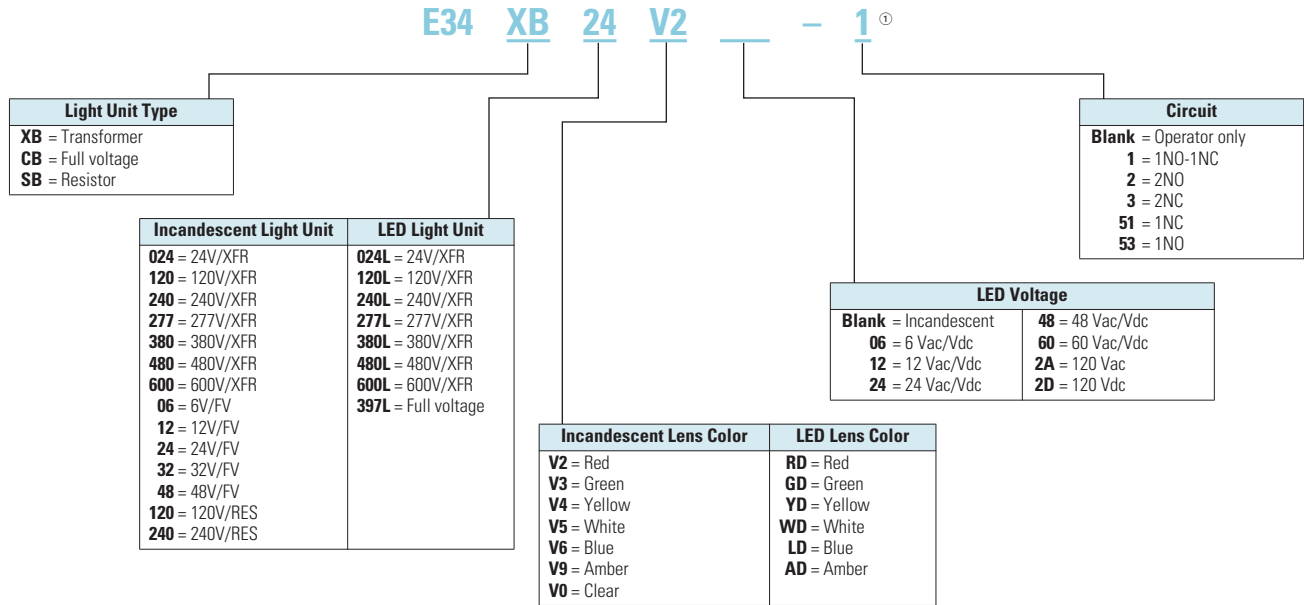 E34 XB 24 V2 __ – 1 ①
Light Unit Type
XB = Transformer
CB = Full voltage
SB = Resistor
Incandescent Light Unit
024 = 24V/XFR
120 = 120V/XFR
240 = 240V/XFR
277 = 277V/XFR
380 = 380V/XFR
480 = 480V/XFR
600 = 600V/XFR
06 = 6V/FV
12 = 12V/FV
24 = 24V/FV
32 = 32V/FV
48 = 48V/FV
120 = 120V/RES
240 = 240V/RES
LED Light Unit
024L = 24V/XFR
120L = 120V/XFR
240L = 240V/XFR
277L = 277V/XFR
380L = 380V/XFR
480L = 480V/XFR
600L = 600V/XFR
397L = Full voltage
Incandescent Lens Color
V2 = Red
V3 = Green
V4 = Yellow
V5 = White
V6 = Blue
V9 = Amber
V0 = Clear
LED Lens Color
RD = Red
GD = Green
YD = Yellow
WD = White
LD = Blue
AD = Amber
LED Voltage
Blank = Incandescent
06 = 6 Vac/Vdc
12 = 12 Vac/Vdc
24 = 24 Vac/Vdc
48 = 48 Vac/Vdc
60 = 60 Vac/Vdc
2A = 120 Vac
2D = 120 Vdc
Circuit
Blank = Operator only
1 = 1NO-1NC
2 = 2NO
3 = 2NC
51 = 1NC
53 = 1NO